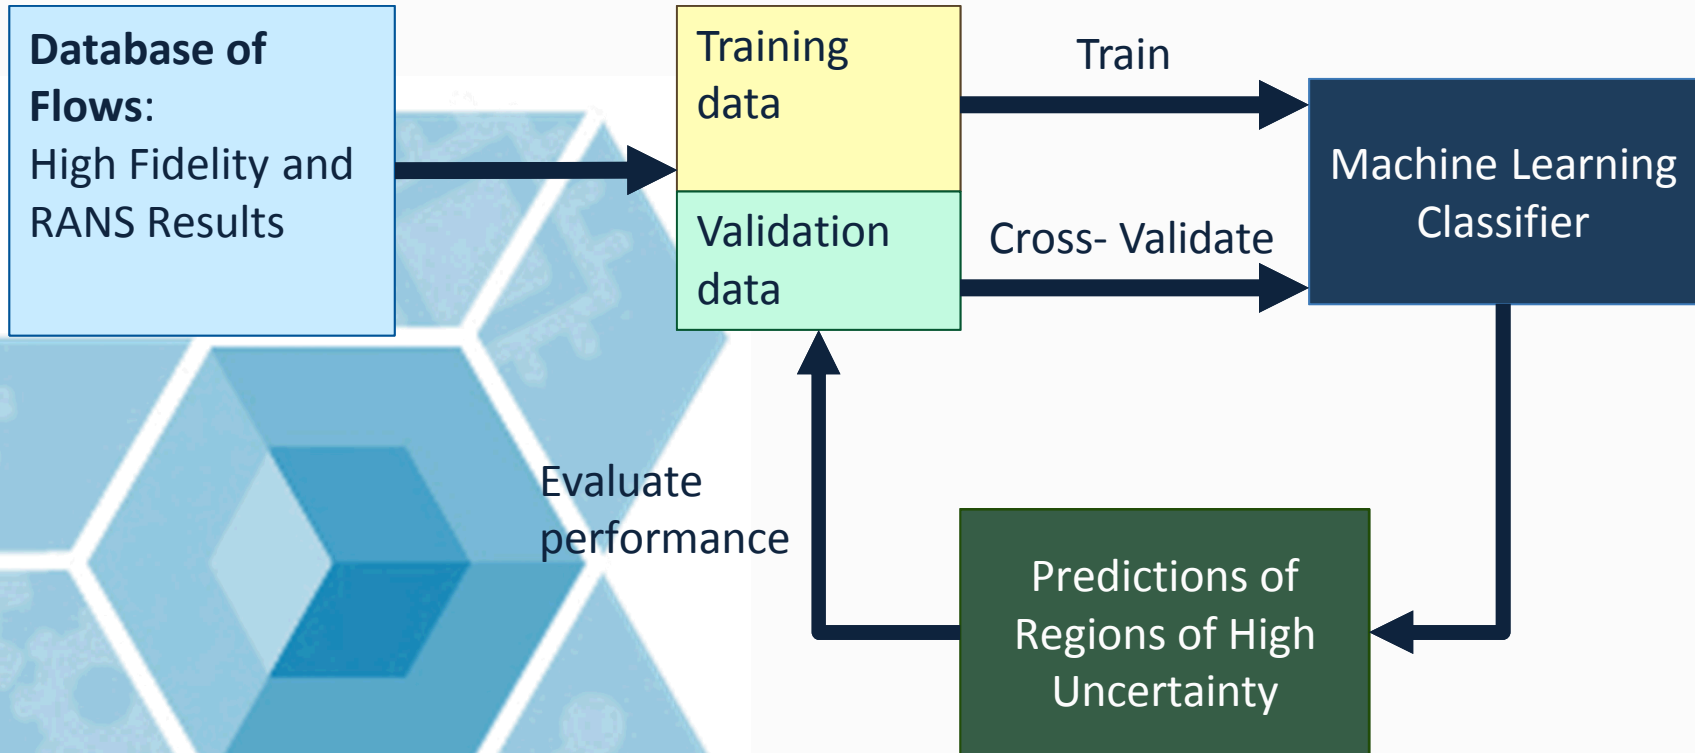 Database of
Flows:
High Fidelity and
RANS Results
Training
data
Validation
data
Train
Cross- Validate
Machine Learning
Classifier
Evaluate
performance
Predictions of
Regions of High
Uncertainty